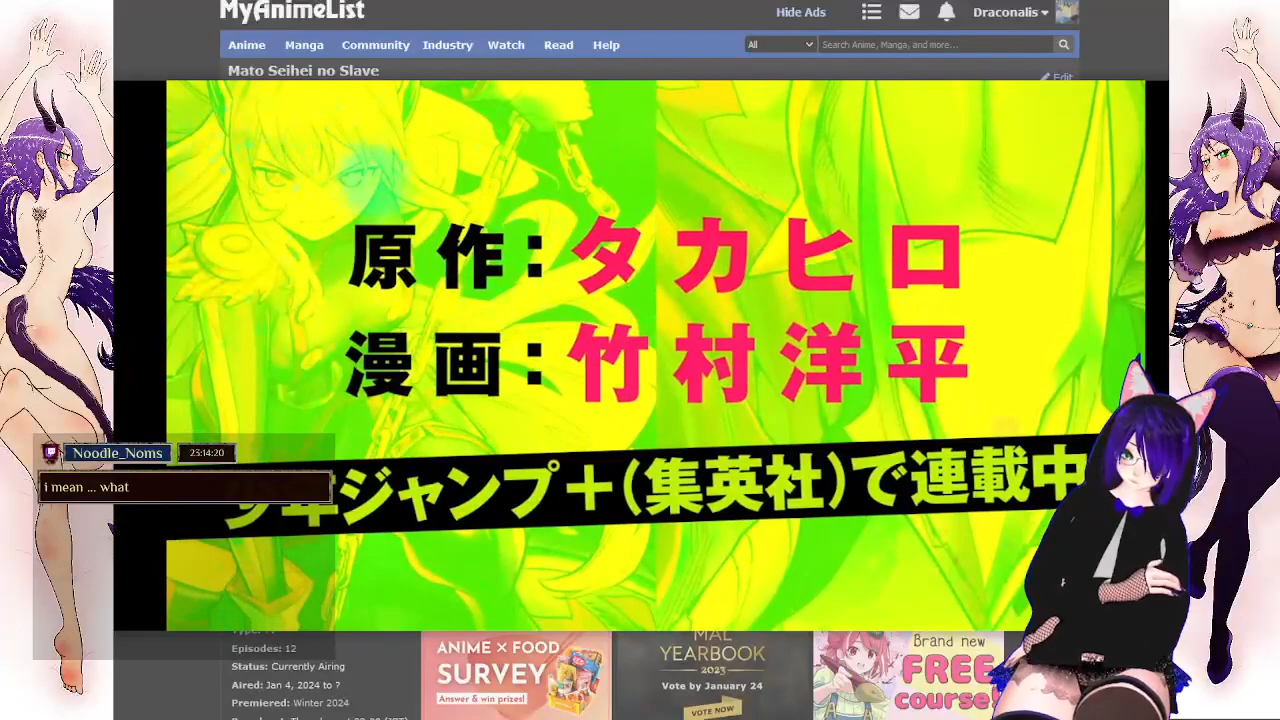 MyAnimeList
Hide Ads
Draconalis
Anime Manga Community Industry Watch Read Help
All
Search Anime, Manga, and more...
Mato Seihei no Slave
Edit
原作：タカヒロ
漫画：竹村洋平
少年ジャンプ＋（集英社）で連載中
Noodle_Noms
23:14:20
i mean ... what
Episodes: 12
Status: Currently Airing
Aired: Jan 4, 2024 to ?
Premiered: Winter 2024
ANIME × FOOD
SURVEY
Answer & win prizes!
MAL
YEARBOOK
2023
Vote by January 24
VOTE NOW
Brand new
FREE
course